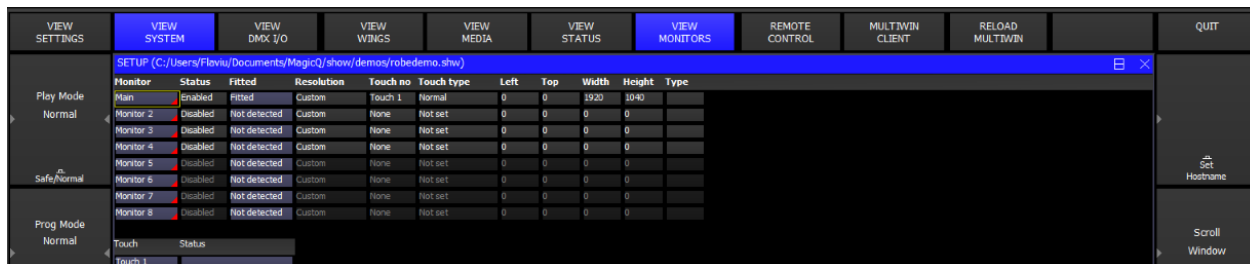 VIEW SETTINGS
VIEW SYSTEM
VIEW DMX I/O
VIEW WINGS
VIEW MEDIA
VIEW STATUS
VIEW MONITORS
REMOTE CONTROL
MULTIWIN CLIENT
RELOAD MULTIWIN
QUIT
SETUP (C:/Users/Flaviu/Documents/MagicQ/show/demos/robedemo.shw)
Monitor Status Fitted Resolution Touch no Touch type Left Top Width Height Type
Main Enabled Fitted Custom Touch 1 Normal 0 0 1920 1040
Monitor 2 Disabled Not detected Custom None Not set 0 0 0 0
Monitor 3 Disabled Not detected Custom None Not set 0 0 0 0
Monitor 4 Disabled Not detected Custom None Not set 0 0 0 0
Monitor 5 Disabled Not detected Custom None Not set 0 0 0 0
Monitor 6 Disabled Not detected Custom None Not set 0 0 0 0
Monitor 7 Disabled Not detected Custom None Not set 0 0 0 0
Monitor 8 Disabled Not detected Custom None Not set 0 0 0 0
Touch Status
Touch 1
Play Mode
Normal
Safe/Normal
Prog Mode
Normal
Set
Hostname
Scroll
Window